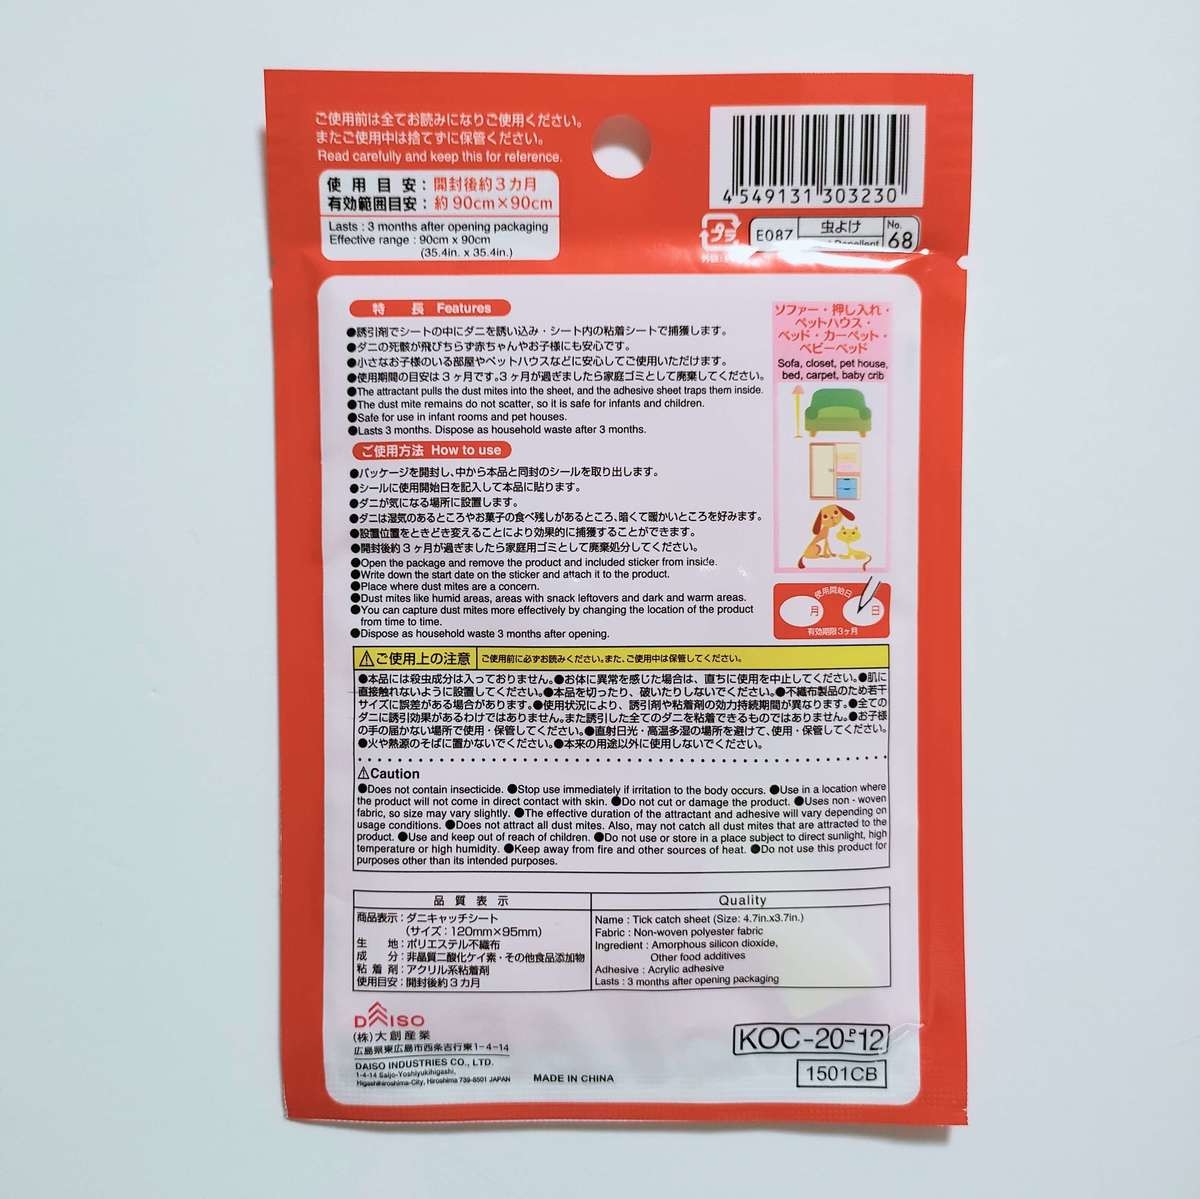 ご使用前は全てお読みになりご使用ください。
またご使用中は捨てずに保管ください。
Read carefully and keep this for reference.
使用目安：開封後約3カ月
有効範囲目安：約90cm×90cm
Lasts : 3 months after opening packaging
Effective range : 90cm x 90cm
(35.4in. x 35.4in.)
4 549131 303230
プラ
E087 虫よけ No. 68
特長 Features
●誘引剤でシートの中にダニを誘い込み・シート内の粘着シートで捕獲します。
●ダニの死骸が飛びちらず赤ちゃんやお子様にも安心です。
●小さなお子様のいる部屋やペットハウスなどに安心してご使用いただけます。
●使用期間の目安は3ヶ月です。3ヶ月が過ぎましたら家庭ゴミとして廃棄してください。
●The attractant pulls the dust mites into the sheet, and the adhesive sheet traps them inside.
●The dust mite remains do not scatter, so it is safe for infants and children.
●Safe for use in infant rooms and pet houses.
●Lasts 3 months. Dispose as household waste after 3 months.
ご使用方法 How to use
●パッケージを開封し、中から本品と同封のシールを取り出します。
●シールに使用開始日を記入して本品に貼ります。
●ダニが気になる場所に設置します。
●ダニは湿気のあるところやお菓子の食べ残しがあるところ、暗くて暖かいところを好みます。
●設置位置をときどき変えることにより効果的に捕獲することができます。
●開封後約3ヶ月が過ぎましたら家庭用ゴミとして廃棄処分してください。
●Open the package and remove the product and included sticker from inside.
●Write down the start date on the sticker and attach it to the product.
●Place where dust mites are a concern.
●Dust mites like humid areas, areas with snack leftovers and dark and warm areas.
●You can capture dust mites more effectively by changing the location of the product
from time to time.
●Dispose as household waste 3 months after opening.
ソファー・押し入れ・
ペットハウス・
ベッド・カーペット・
ベビーベッド
Sofa, closet, pet house,
bed, carpet, baby crib
使用開始日
月 日
有効期限3ヶ月
⚠ご使用上の注意 ご使用前に必ずお読みください。また、ご使用中は保管してください。
●本品には殺虫成分は入っておりません。●お体に異常を感じた場合は、直ちに使用を中止してください。●肌に
直接触れないように設置してください。●本品を切ったり、破いたりしないでください。●不織布製品のため若干
サイズに誤差がある場合があります。●使用状況により、誘引剤や粘着剤の効力持続期間が異なります。●全ての
ダニに誘引効果があるわけではありません。また誘引した全てのダニを粘着できるものではありません。●お子様
の手の届かない場所で使用・保管してください。●直射日光・高温多湿の場所を避けて、使用・保管してください。
●火や熱源のそばに置かないでください。●本来の用途以外に使用しないでください。
⚠Caution
●Does not contain insecticide. ●Stop use immediately if irritation to the body occurs. ●Use in a location where
the product will not come in direct contact with skin. ●Do not cut or damage the product. ●Uses non - woven
fabric, so size may vary slightly. ●The effective duration of the attractant and adhesive will vary depending on
usage conditions. ●Does not attract all dust mites. Also, may not catch all dust mites that are attracted to the
product. ●Use and keep out of reach of children. ●Do not use or store in a place subject to direct sunlight, high
temperature or high humidity. ●Keep away from fire and other sources of heat. ●Do not use this product for
purposes other than its intended purposes.
品質表示
商品表示：ダニキャッチシート
（サイズ：120mm×95mm）
生地：ポリエステル不織布
成分：非晶質二酸化ケイ素・その他食品添加物
粘着剤：アクリル系粘着剤
使用目安：開封後約3カ月
Quality
Name : Tick catch sheet (Size: 4.7in.x3.7in.)
Fabric : Non-woven polyester fabric
Ingredient : Amorphous silicon dioxide,
Other food additives
Adhesive : Acrylic adhesive
Lasts : 3 months after opening packaging
DAISO
(株)大創産業
広島県東広島市西条吉行東1-4-14
DAISO INDUSTRIES CO., LTD.
1-4-14 Saijo-Yoshiyukihigashi,
Higashihiroshima-City, Hiroshima 739-8501 JAPAN
MADE IN CHINA
KOC-20-P-12
1501CB